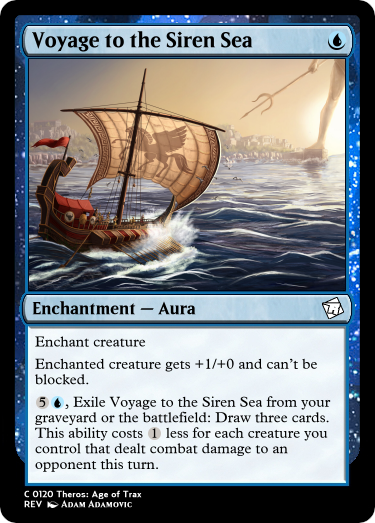 Voyage to the Siren Sea
Enchantment — Aura
Enchant creature
Enchanted creature gets +1/+0 and can't be
blocked.
5, Exile Voyage to the Siren Sea from your
graveyard or the battlefield: Draw three cards.
This ability costs 1 less for each creature you
control that dealt combat damage to an
opponent this turn.
C 0120 Theros: Age of Trax
REV ADAM ADAMOVIC